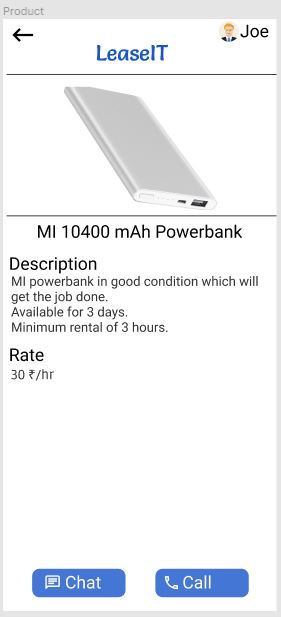 Product
Joe
LeaseIT
MI 10400 mAh Powerbank
Description
MI powerbank in good condition which will
get the job done.
Available for 3 days.
Minimum rental of 3 hours.
Rate
30 ₹/hr
Chat
Call